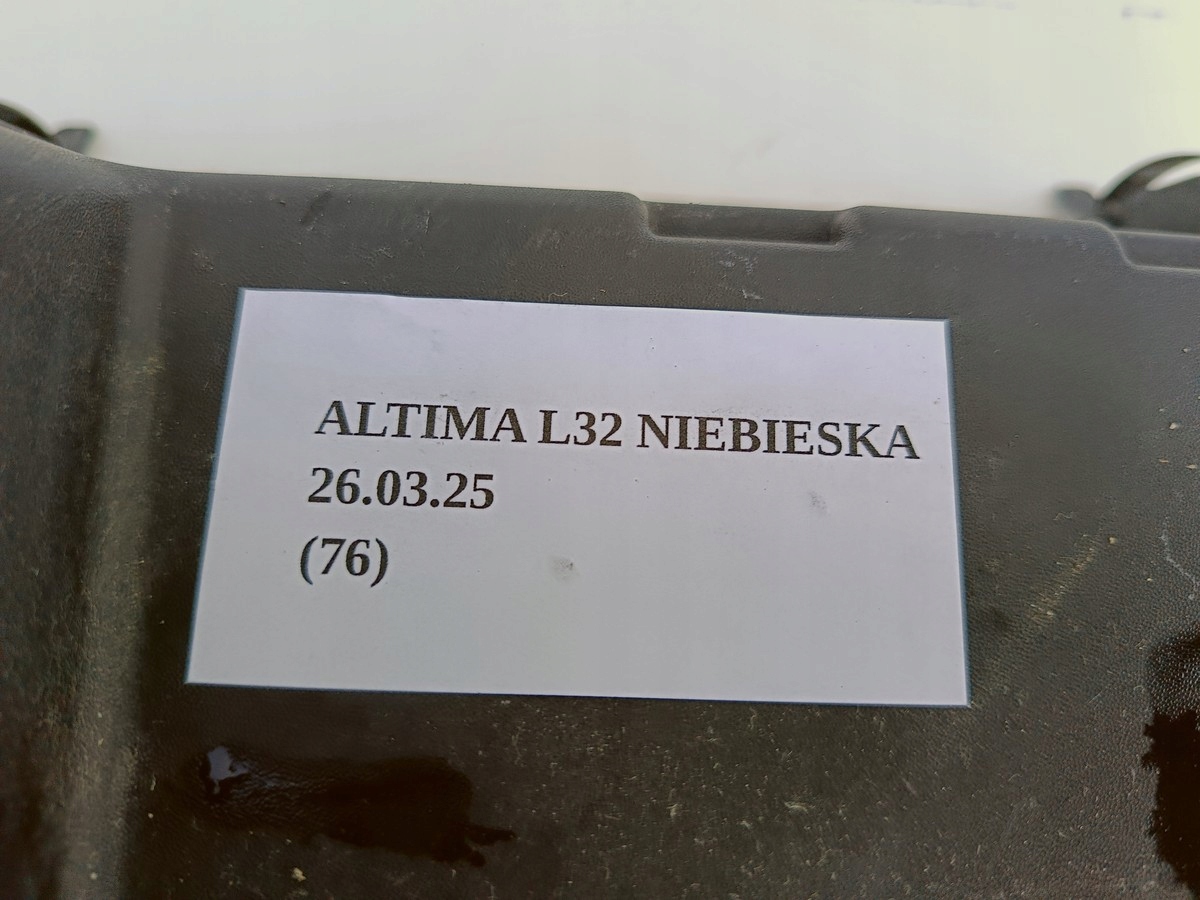 ALTIMA L32 NIEBIESKA
26.03.25
(76)